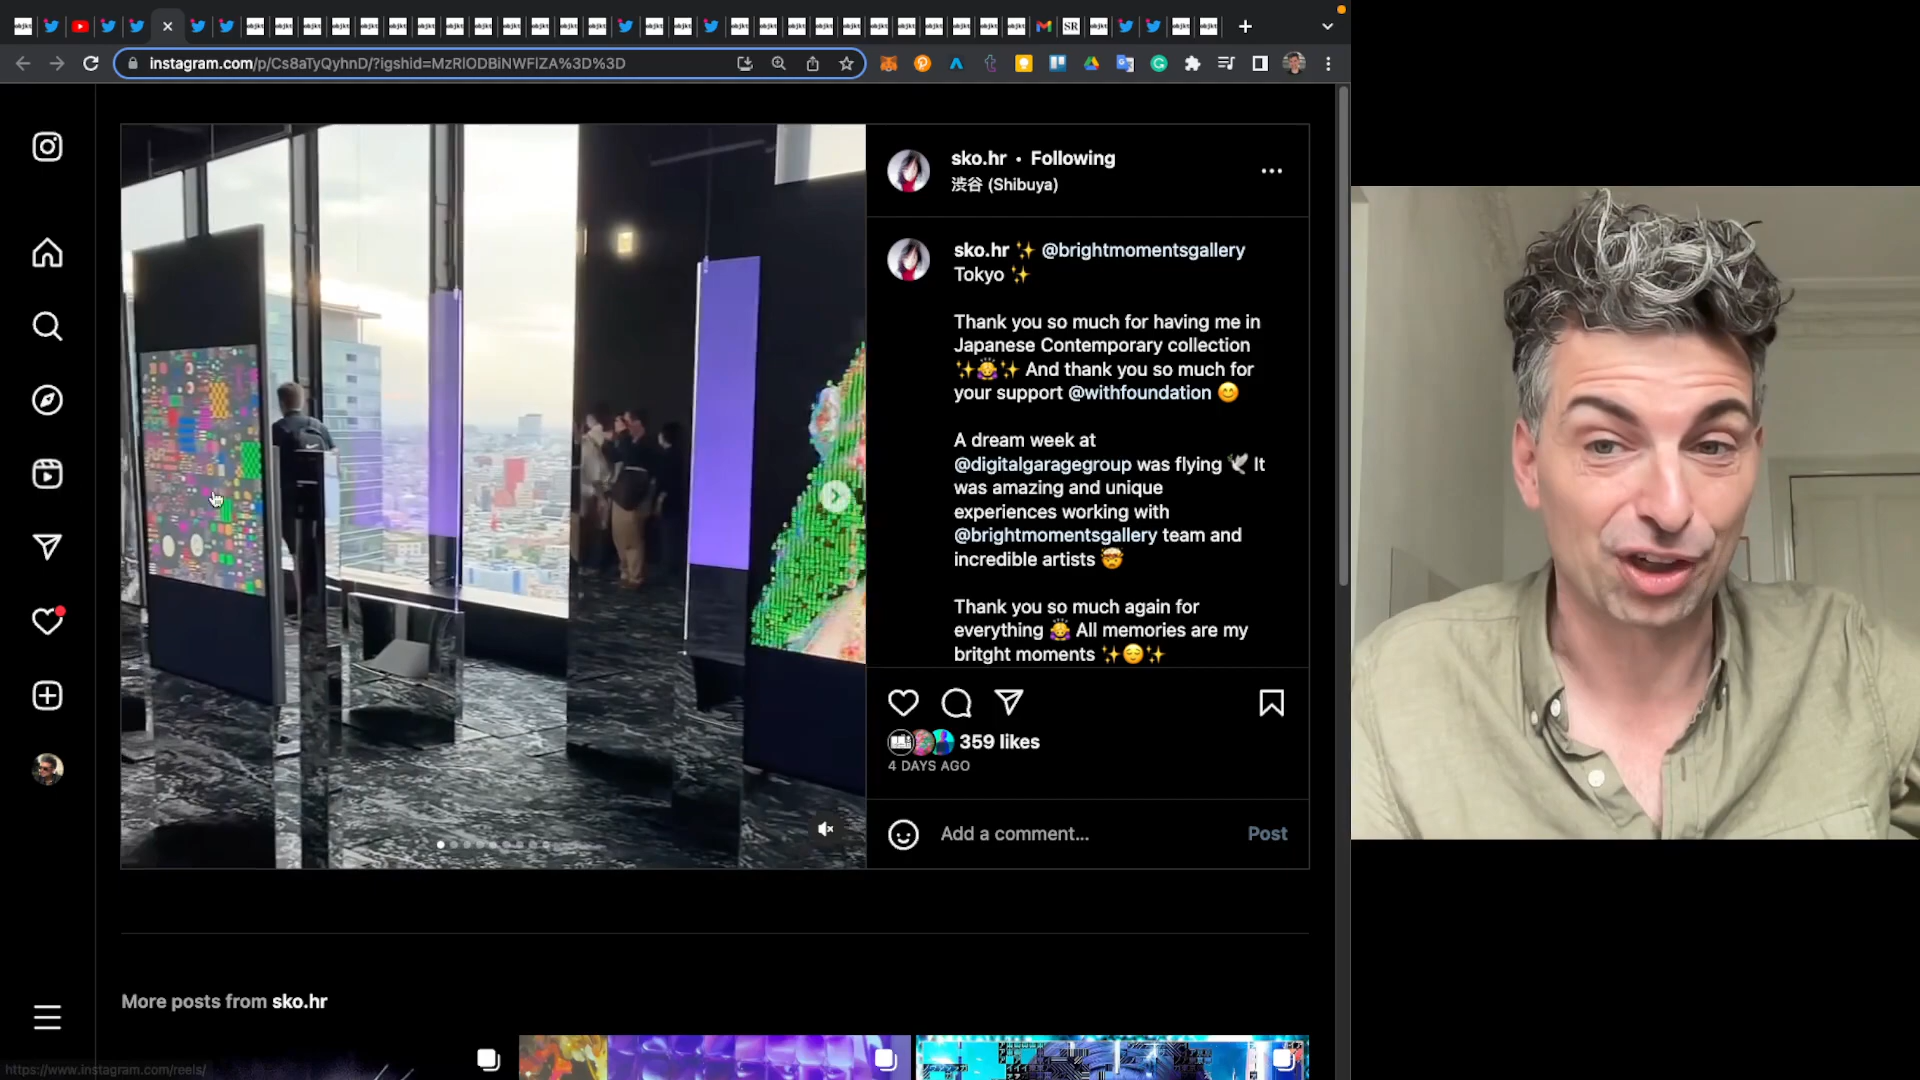 instagram.com/p/Cs8aTyQyhnD/?igshid=MzRlODBiNWFlZA%3D%3D
sko.hr • Following
渋谷 (Shibuya)
sko.hr ✨ @brightmomentsgallery
Tokyo ✨
Thank you so much for having me in
Japanese Contemporary collection
✨🙇✨ And thank you so much for
your support @withfoundation 😊
A dream week at
@digitalgaragegroup was flying 🕊 It
was amazing and unique
experiences working with
@brightmomentsgallery team and
incredible artists 🤯
Thank you so much again for
everything 🙇 All memories are my
britght moments ✨😌✨
359 likes
4 DAYS AGO
Add a comment...
Post
More posts from sko.hr
https://www.instagram.com/reels/